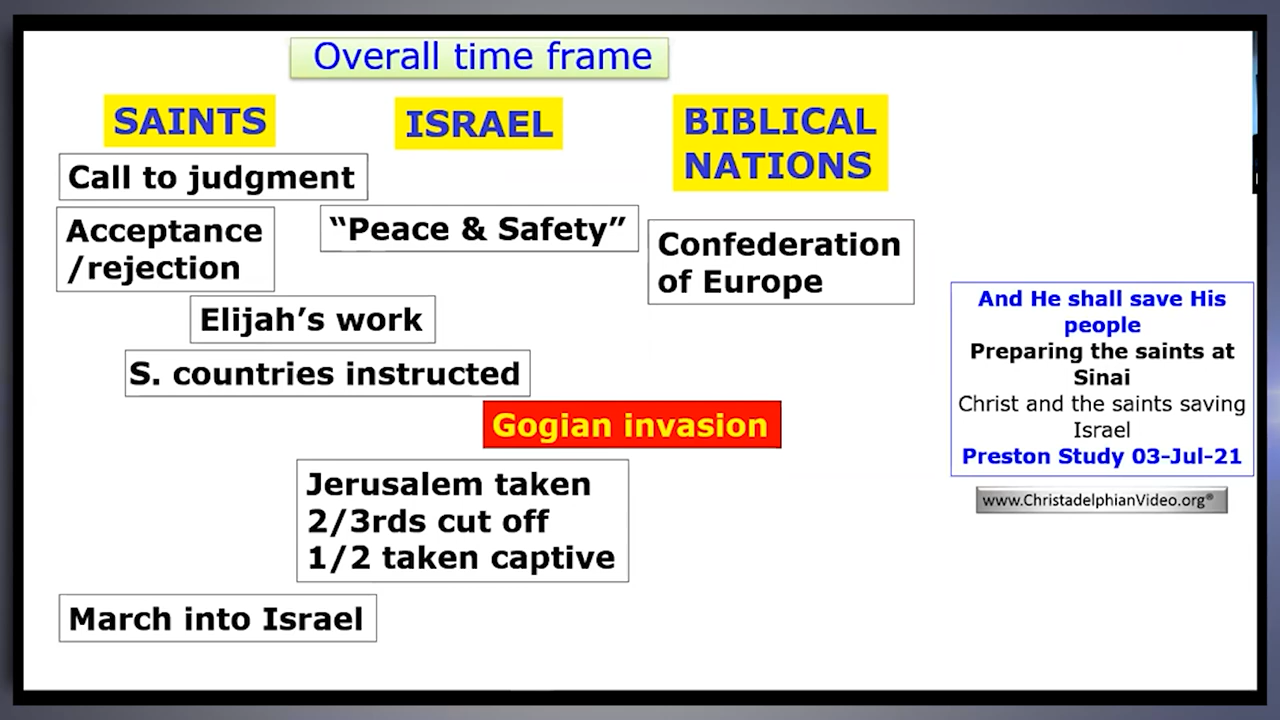 Overall time frame
SAINTS
ISRAEL
BIBLICAL
NATIONS
Call to judgment
Acceptance
/rejection
“Peace & Safety”
Confederation
of Europe
Elijah’s work
S. countries instructed
Gogian invasion
Jerusalem taken
2/3rds cut off
1/2 taken captive
March into Israel
And He shall save His
people
Preparing the saints at
Sinai
Christ and the saints saving
Israel
Preston Study 03-Jul-21
www.ChristadelphianVideo.org®